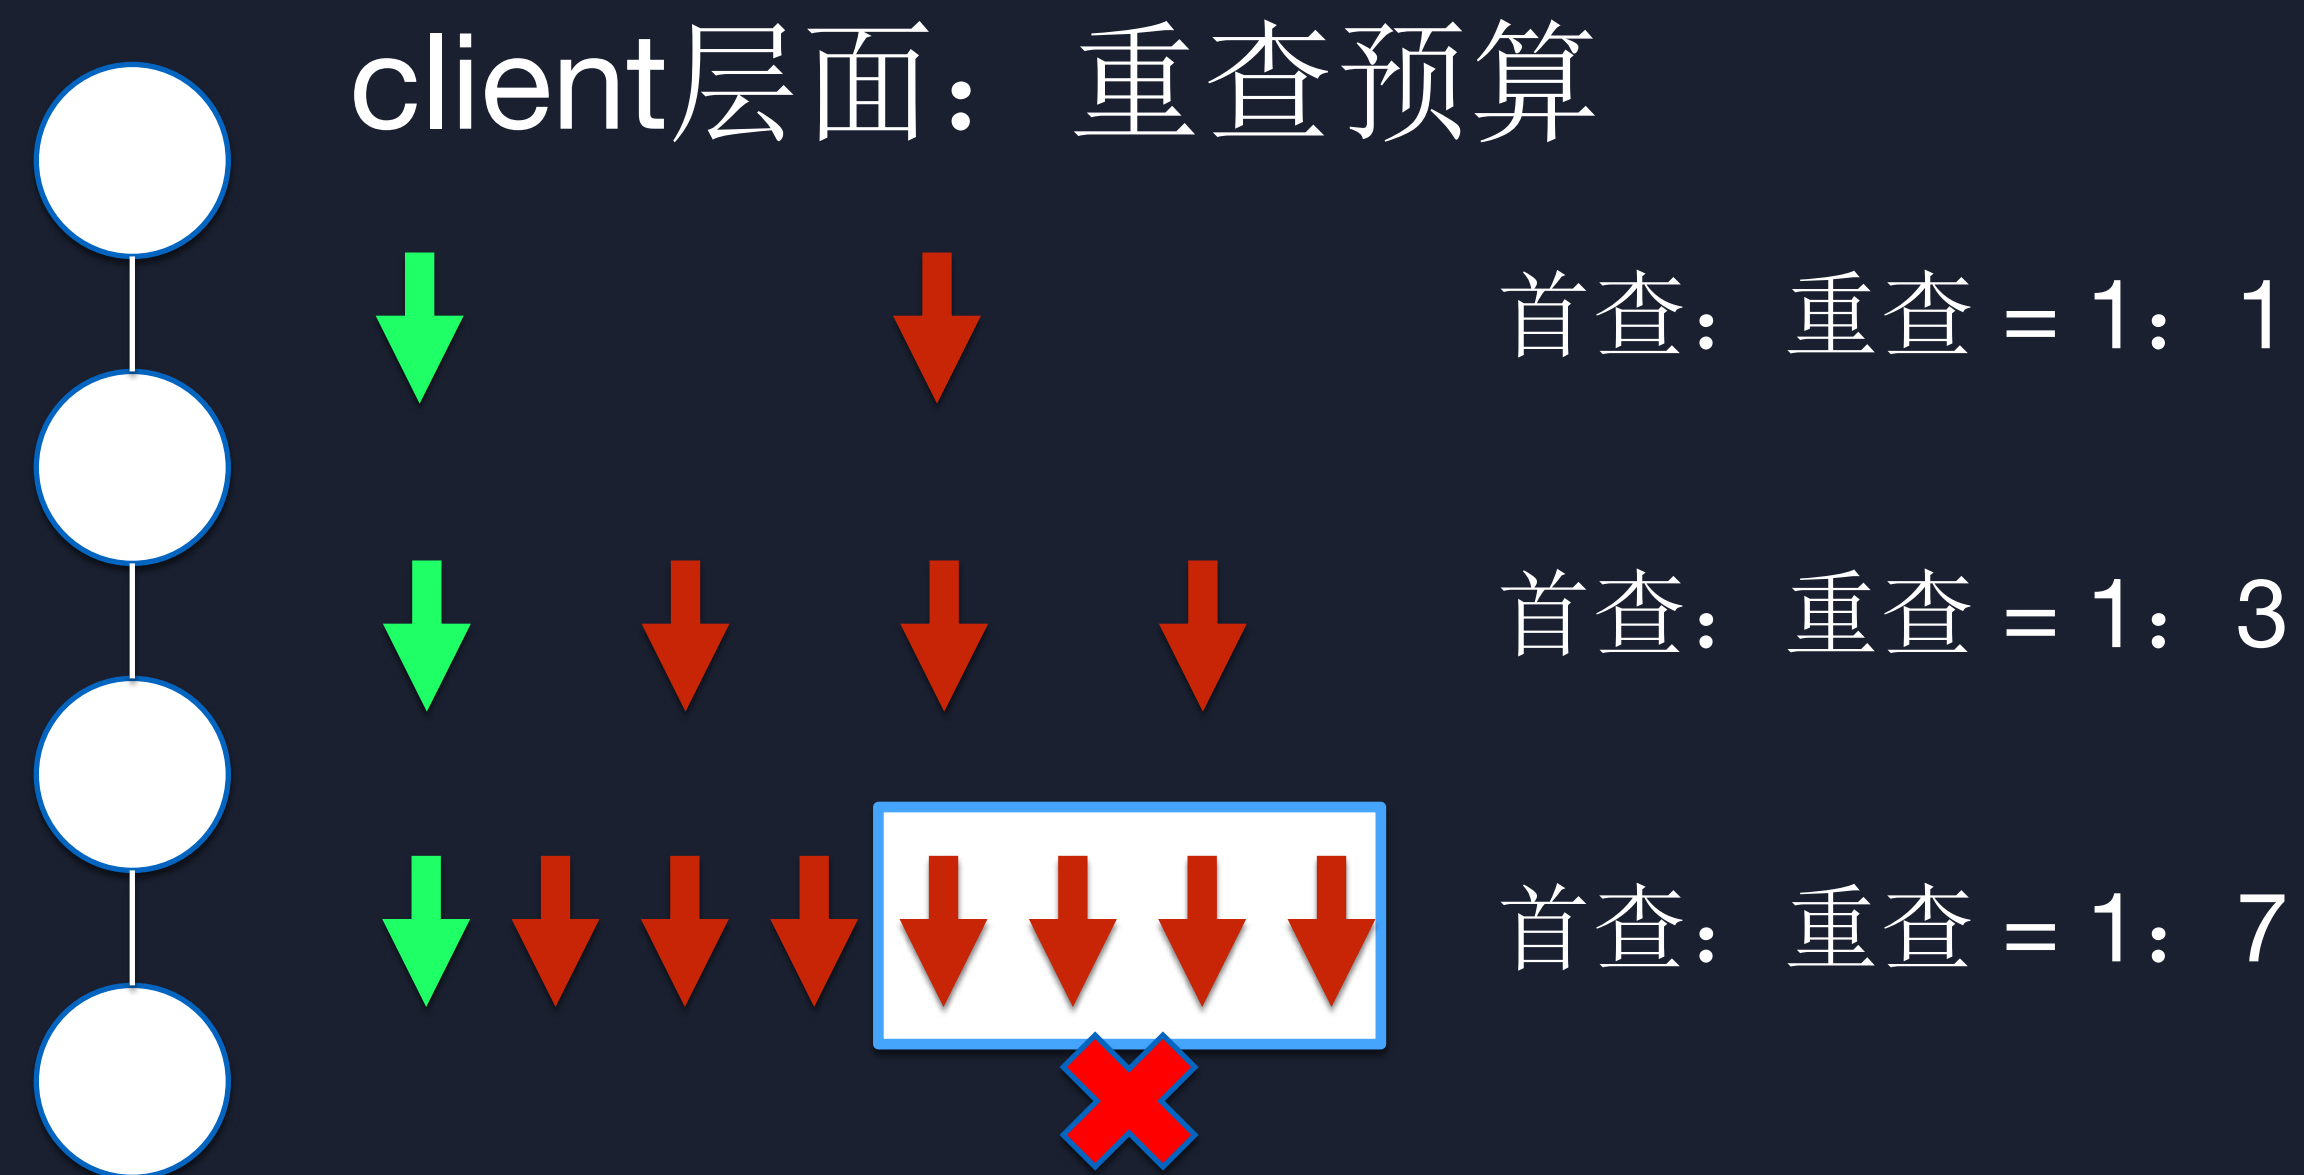 client层面：重查预算
首查：重查 = 1：1
首查：重查 = 1：3
首查：重查 = 1：7